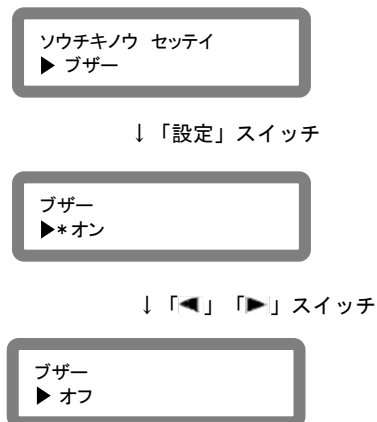 ソウチキノウ セッテイ
▶ ブザー
↓「設定」スイッチ
ブザー
▶*オン
↓「◀」「▶」スイッチ
ブザー
▶ オフ